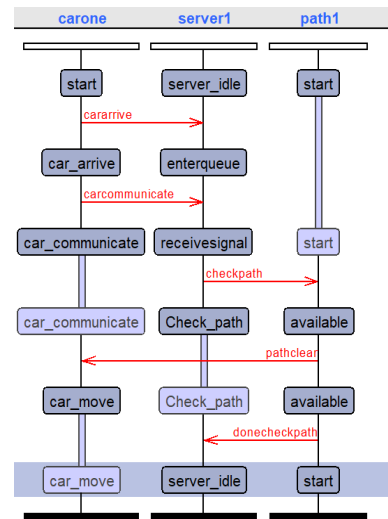 carone server1 path1
start server_idle start
cararrive
car_arrive enterqueue
carcommunicate
car_communicate receivesignal start
checkpath
car_communicate Check_path available
pathclear
car_move Check_path available
donecheckpath
car_move server_idle start